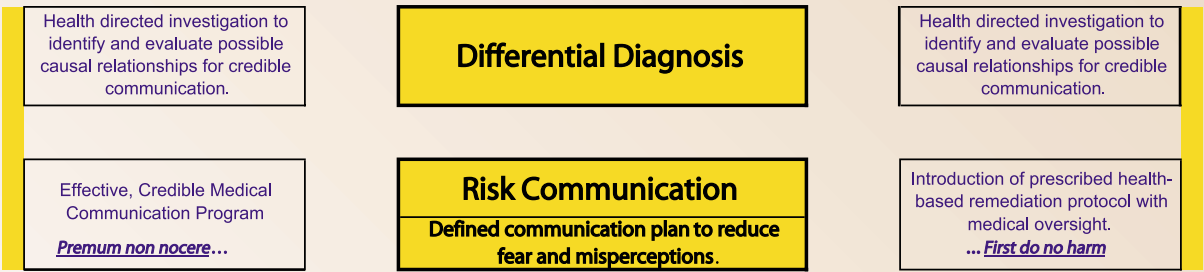 Health directed investigation to
identify and evaluate possible
causal relationships for credible
communication.
Differential Diagnosis
Health directed investigation to
identify and evaluate possible
causal relationships for credible
communication.
Effective, Credible Medical
Communication Program
Premum non nocere...
Risk Communication
Defined communication plan to reduce
fear and misperceptions.
Introduction of prescribed health-
based remediation protocol with
medical oversight.
... First do no harm